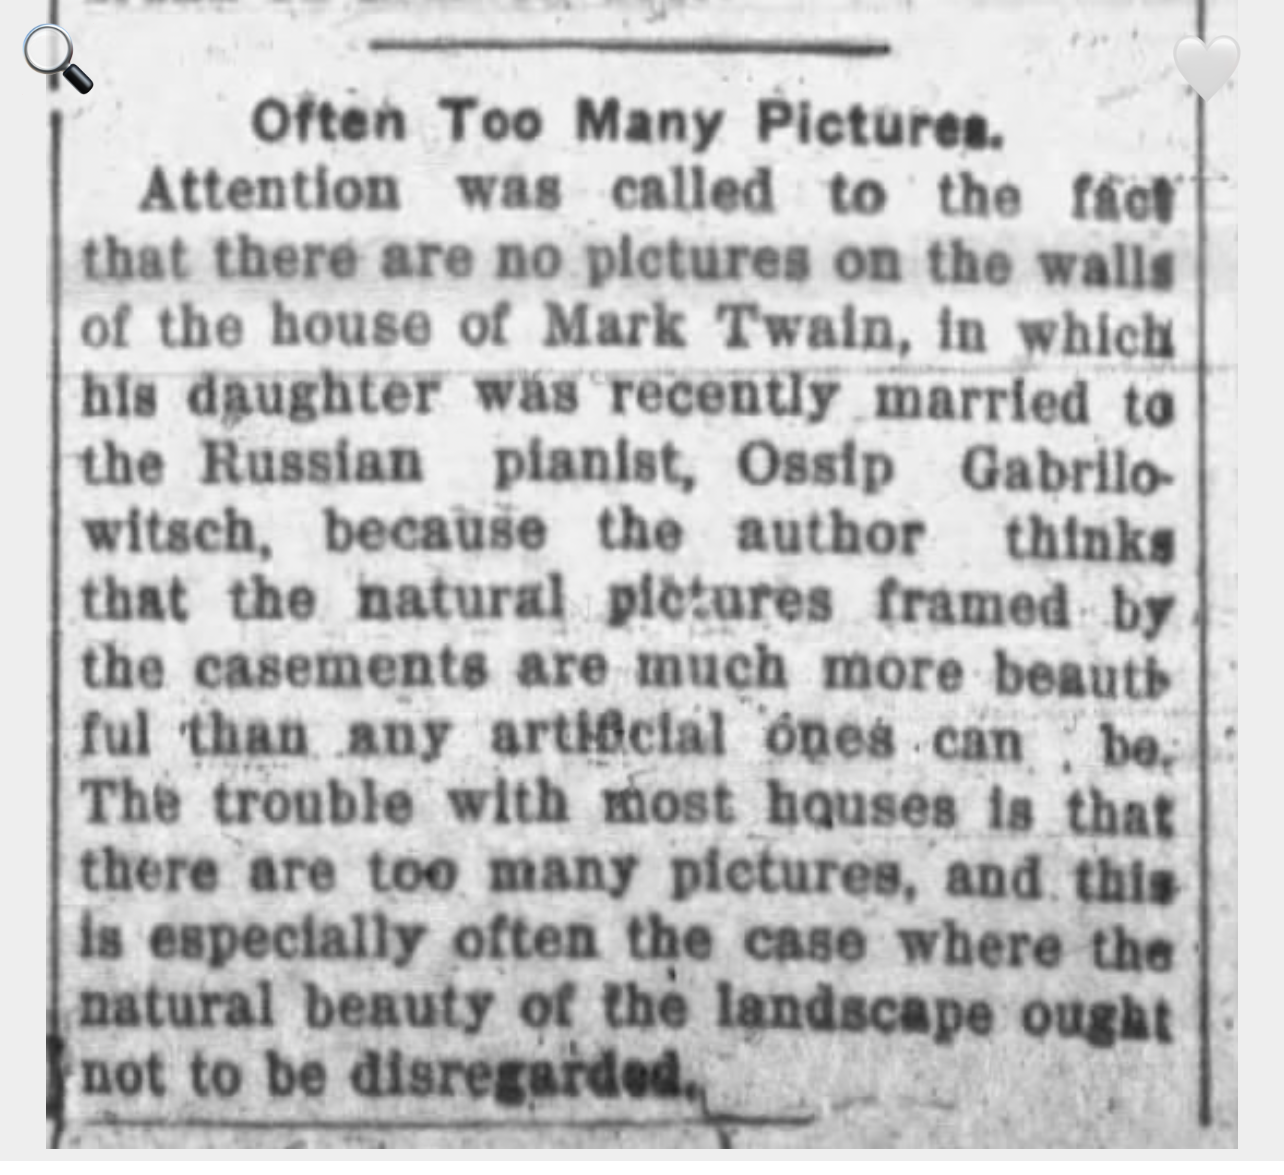 Often Too Many Pictures.
Attention was called to the fact
that there are no pictures on the walls
of the house of Mark Twain, in which
his daughter was recently married to
the Russian pianist, Ossip Gabrilo-
witsch, because the author thinks
that the natural pictures framed by
the casements are much more beauti-
ful than any artificial ones can be.
The trouble with most houses is that
there are too many pictures, and this
is especially often the case where the
natural beauty of the landscape ought
not to be disregarded.